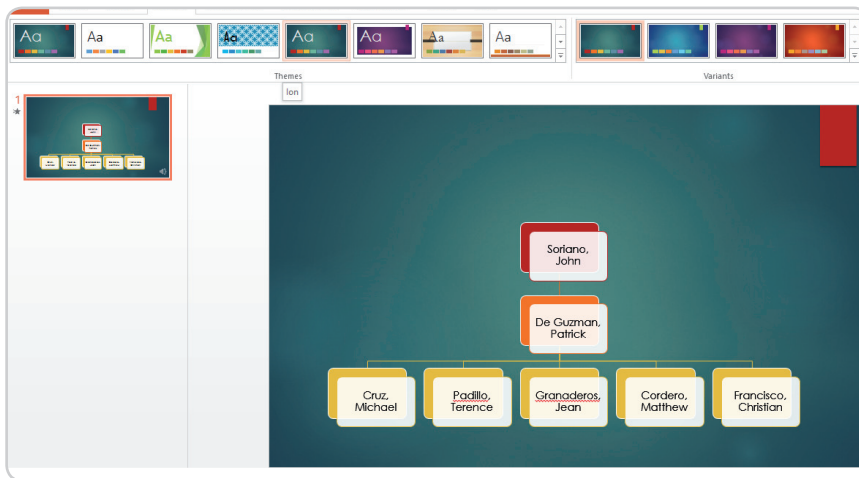 Aa
Aa
Aa
Aa
Aa
Aa
Aa
Aa
Themes
Variants
Ion
1
Soriano,
John
De Guzman,
Patrick
Cruz,
Michael
Padillo,
Terence
Granaderos,
Jean
Cordero,
Matthew
Francisco,
Christian